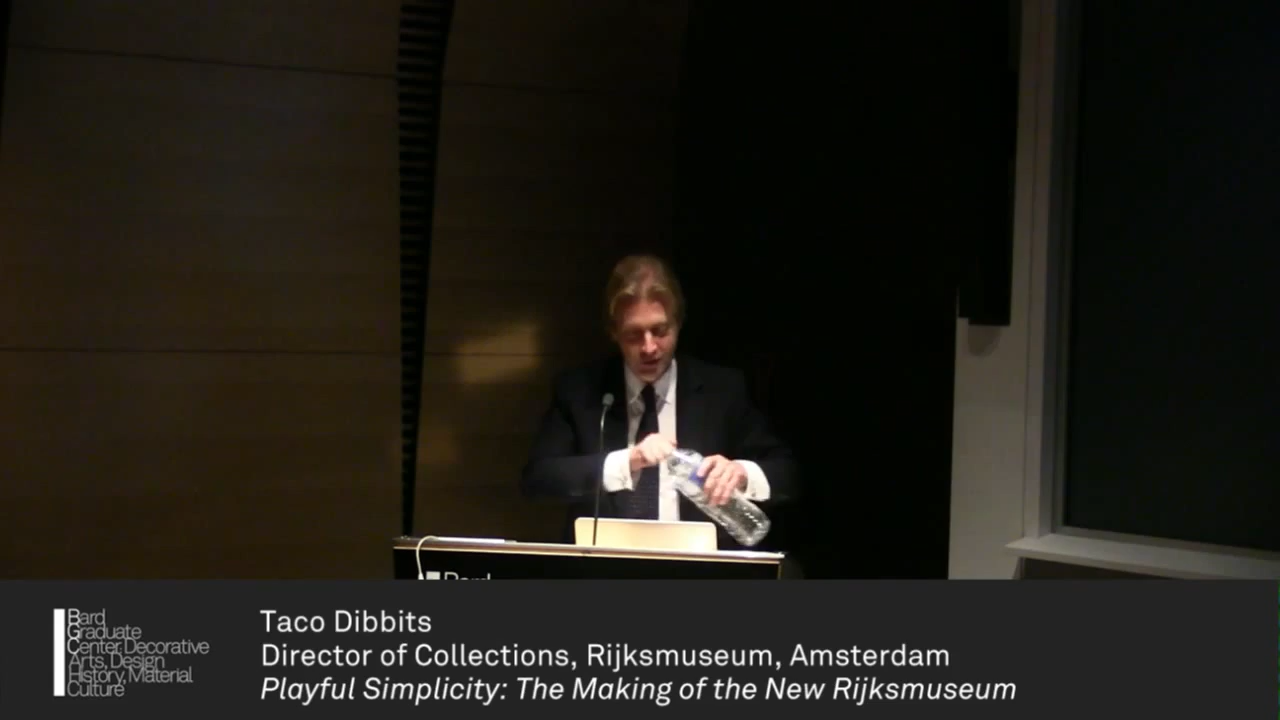 Bard
Bard
Graduate
Center, Decorative
Arts, Design
History, Material
Culture
Taco Dibbits
Director of Collections, Rijksmuseum, Amsterdam
Playful Simplicity: The Making of the New Rijksmuseum